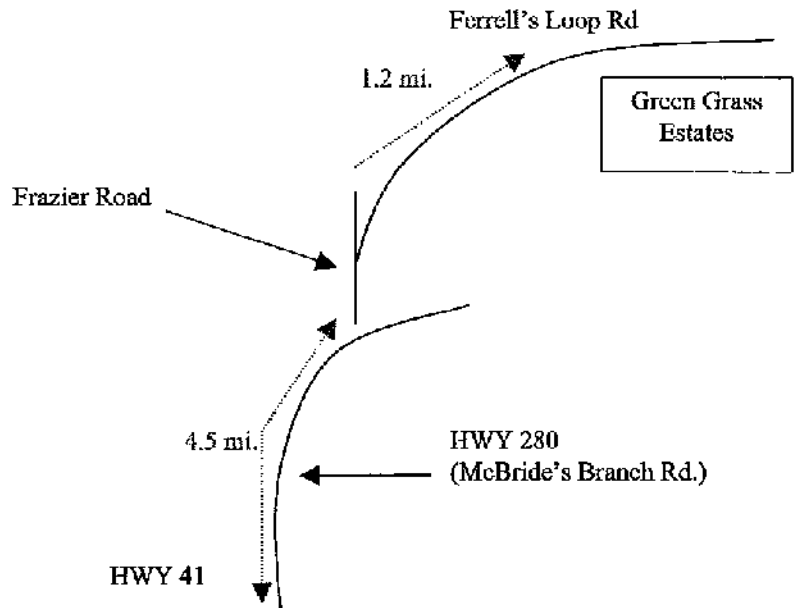 Ferrell's Loop Rd
1.2 mi.
Green Grass
Estates
Frazier Road
4.5 mi.
HWY 280
(McBride's Branch Rd.)
HWY 41